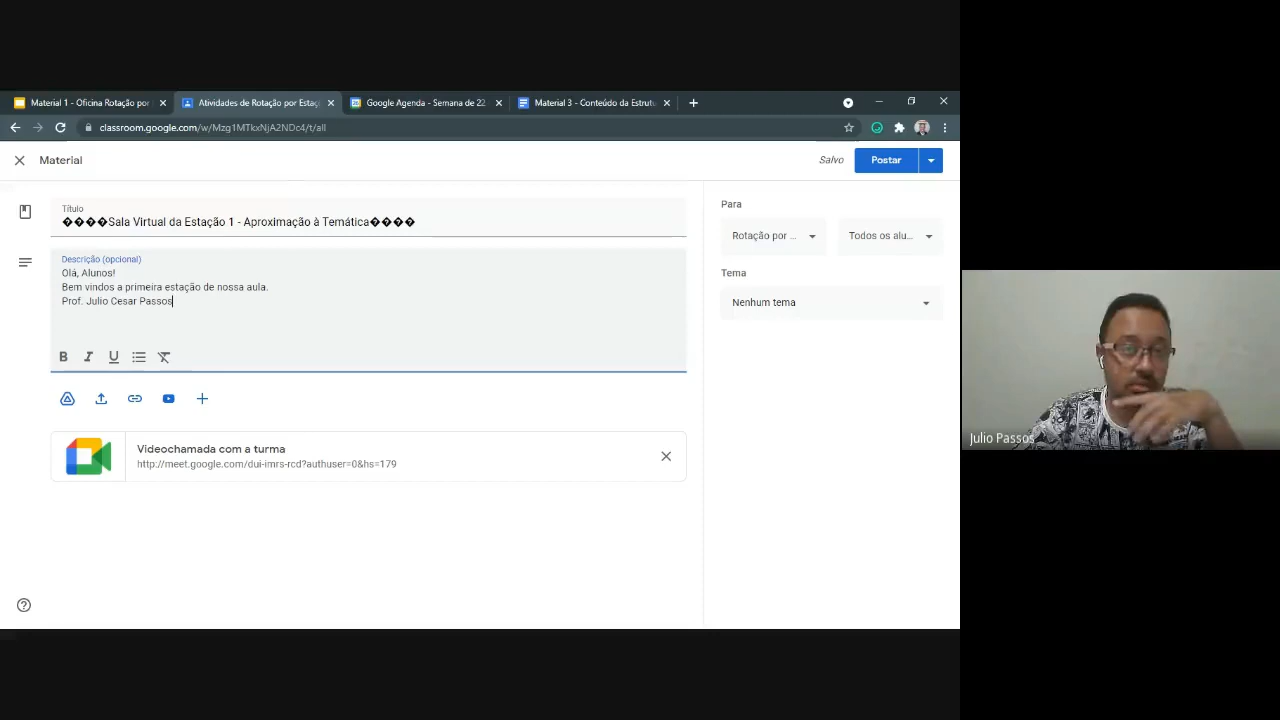 Material 1 - Oficina Rotação por
Atividades de Rotação por Estaç
Google Agenda - Semana de 22
Material 3 - Conteúdo da Estrutu
classroom.google.com/w/Mzg1MTkxNjA2NDc4/t/all
Material
Salvo
Postar
Título
����Sala Virtual da Estação 1 - Aproximação à Temática����
Descrição (opcional)
Olá, Alunos!
Bem vindos a primeira estação de nossa aula.
Prof. Julio Cesar Passos
B I U
Videochamada com a turma
http://meet.google.com/dui-imrs-rcd?authuser=0&hs=179
Para
Rotação por ...
Todos os alu...
Tema
Nenhum tema
Julio Passos